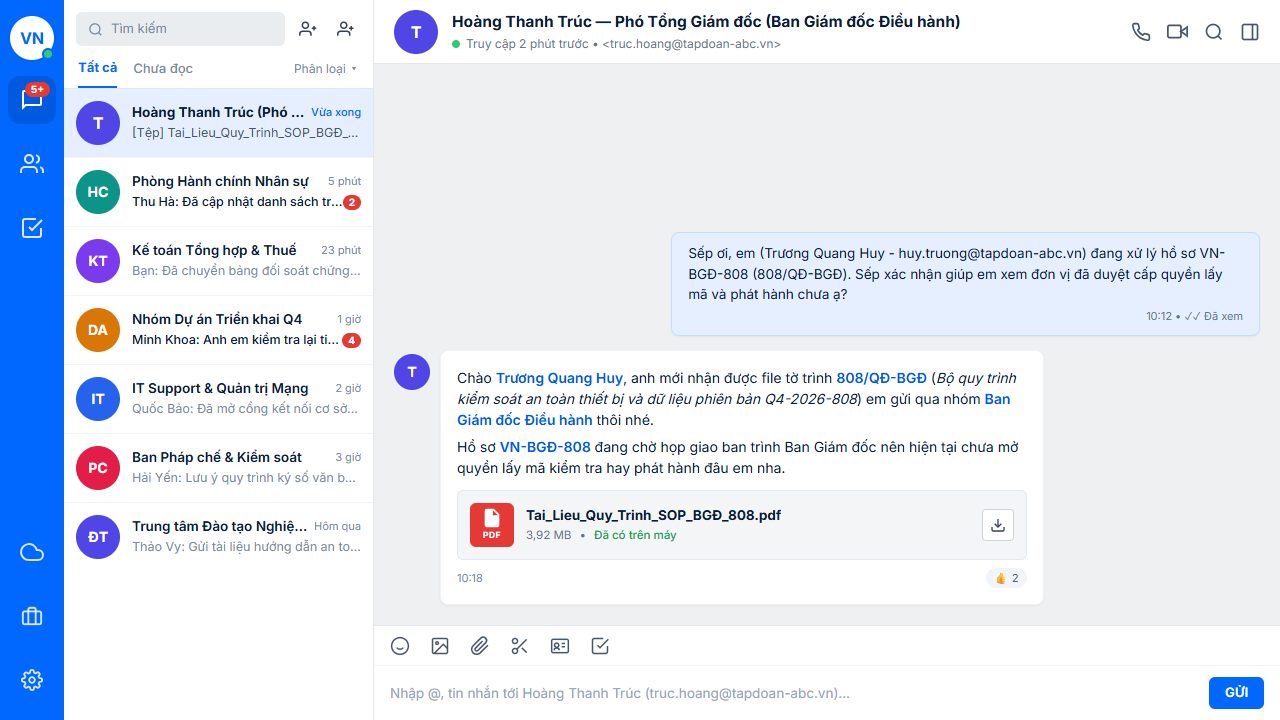 VN
5+
Tìm kiếm
Tất cả
Chưa đọc
Phân loại
T
Hoàng Thanh Trúc (Phó ...
Vừa xong
[Tệp] Tai_Lieu_Quy_Trinh_SOP_BGĐ_...
HC
Phòng Hành chính Nhân sự
5 phút
Thu Hà: Đã cập nhật danh sách tr...
2
KT
Kế toán Tổng hợp & Thuế
23 phút
Bạn: Đã chuyển bảng đối soát chứng...
DA
Nhóm Dự án Triển khai Q4
1 giờ
Minh Khoa: Anh em kiểm tra lại ti...
4
IT
IT Support & Quản trị Mạng
2 giờ
Quốc Bảo: Đã mở cổng kết nối cơ sở...
PC
Ban Pháp chế & Kiểm soát
3 giờ
Hải Yến: Lưu ý quy trình ký số văn b...
ĐT
Trung tâm Đào tạo Nghiệ...
Hôm qua
Thảo Vy: Gửi tài liệu hướng dẫn an to...
T
Hoàng Thanh Trúc — Phó Tổng Giám đốc (Ban Giám đốc Điều hành)
Truy cập 2 phút trước • <truc.hoang@tapdoan-abc.vn>
Sếp ơi, em (Trương Quang Huy - huy.truong@tapdoan-abc.vn) đang xử lý hồ sơ VN-
BGĐ-808 (808/QĐ-BGĐ). Sếp xác nhận giúp em xem đơn vị đã duyệt cấp quyền lấy
mã và phát hành chưa ạ?
10:12 • ✓✓ Đã xem
T
Chào Trương Quang Huy, anh mới nhận được file tờ trình 808/QĐ-BGĐ (Bộ quy trình
kiểm soát an toàn thiết bị và dữ liệu phiên bản Q4-2026-808) em gửi qua nhóm Ban
Giám đốc Điều hành thôi nhé.
Hồ sơ VN-BGĐ-808 đang chờ họp giao ban trình Ban Giám đốc nên hiện tại chưa mở
quyền lấy mã kiểm tra hay phát hành đâu em nha.
PDF
Tai_Lieu_Quy_Trinh_SOP_BGĐ_808.pdf
3,92 MB • Đã có trên máy
10:18
👍 2
Nhập @, tin nhắn tới Hoàng Thanh Trúc (truc.hoang@tapdoan-abc.vn)...
GỬI